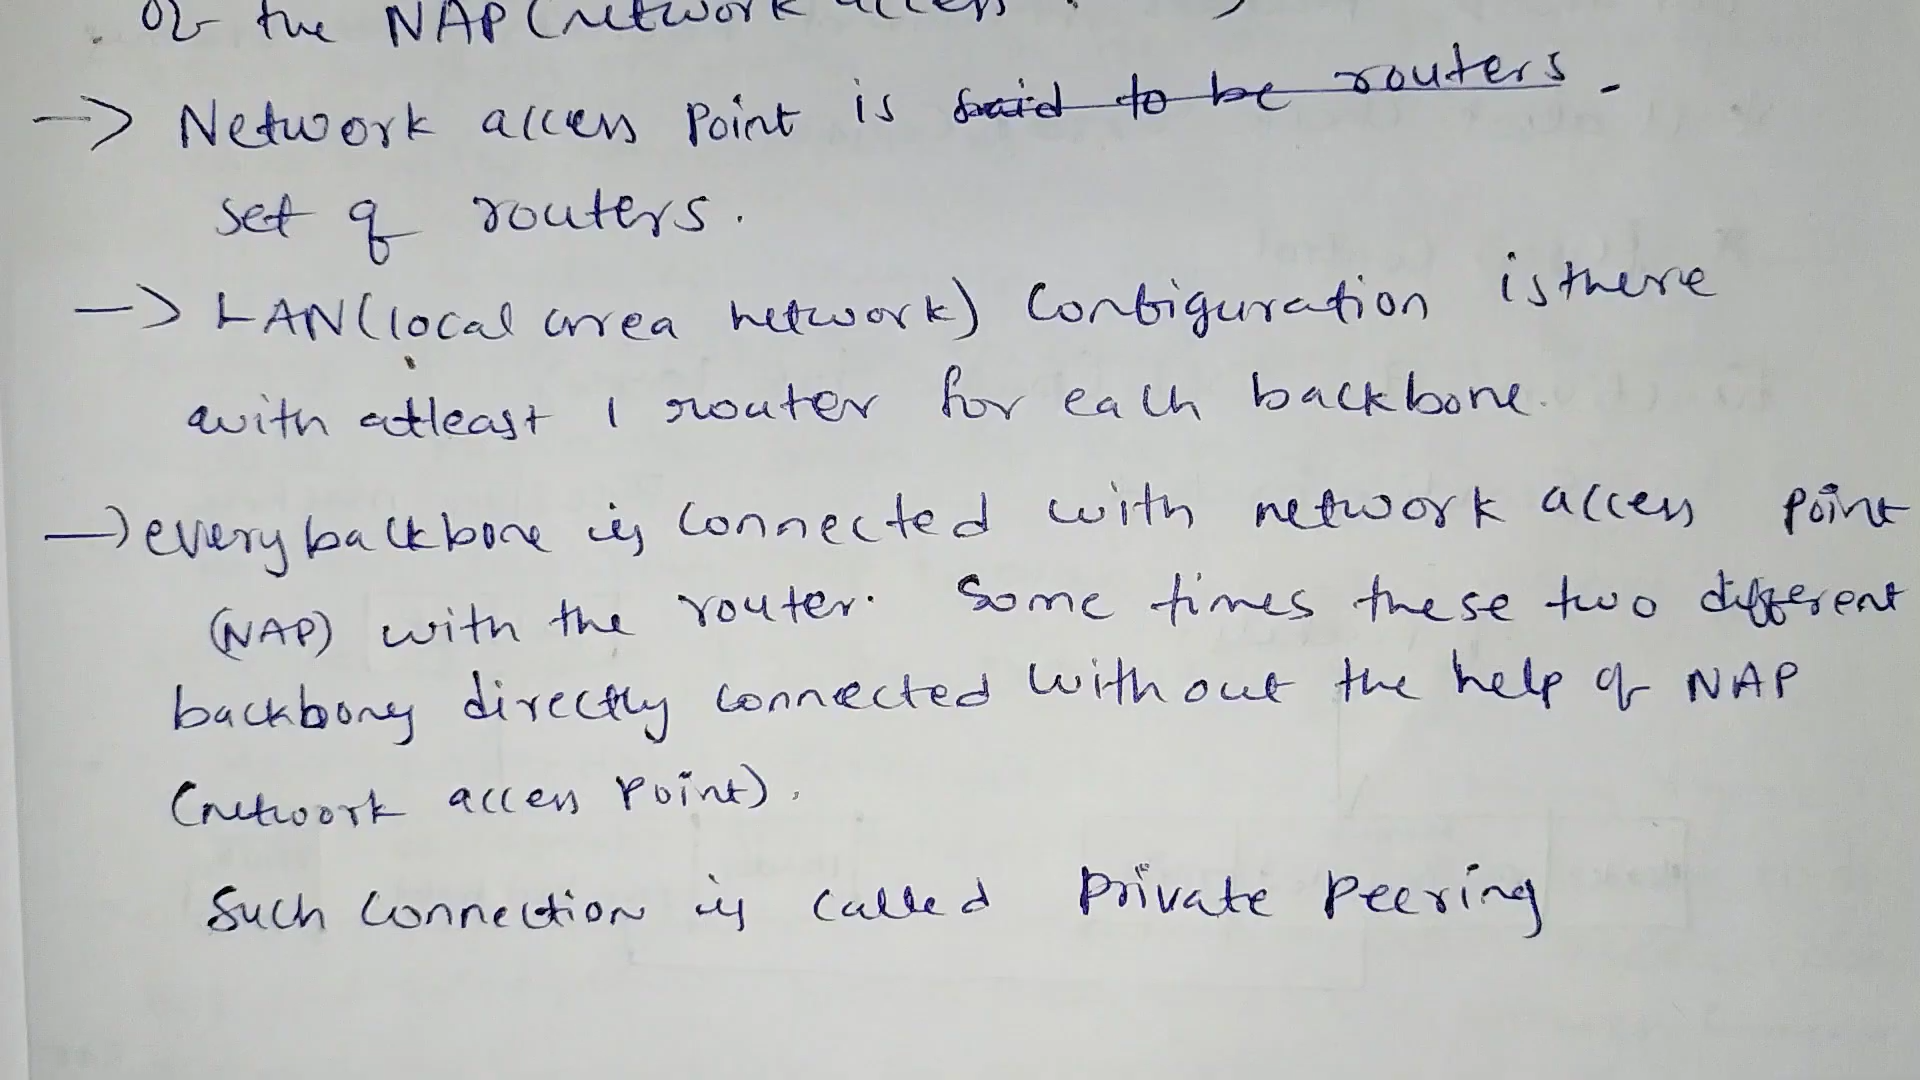 of the NAP (network access
-> Network access point is said to be routers.
set of routers.
-> LAN (local area network) Configuration is there
with atleast 1 router for each backbone.
-> every backbone is connected with network access point
(NAP) with the router. Some times these two different
backbones directly connected without the help of NAP
(network access point).
Such connection is called Private Peering